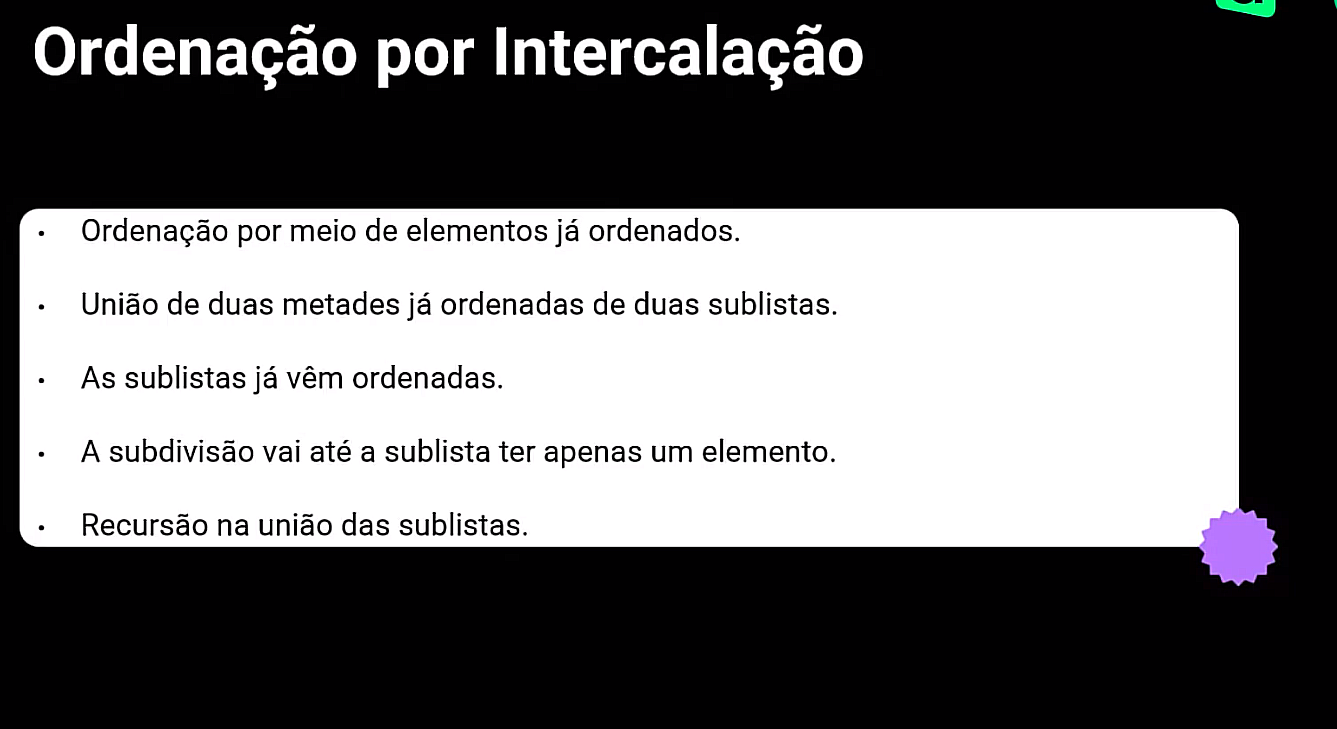 Ordenação por Intercalação
• Ordenação por meio de elementos já ordenados.
• União de duas metades já ordenadas de duas sublistas.
• As sublistas já vêm ordenadas.
• A subdivisão vai até a sublista ter apenas um elemento.
• Recursão na união das sublistas.